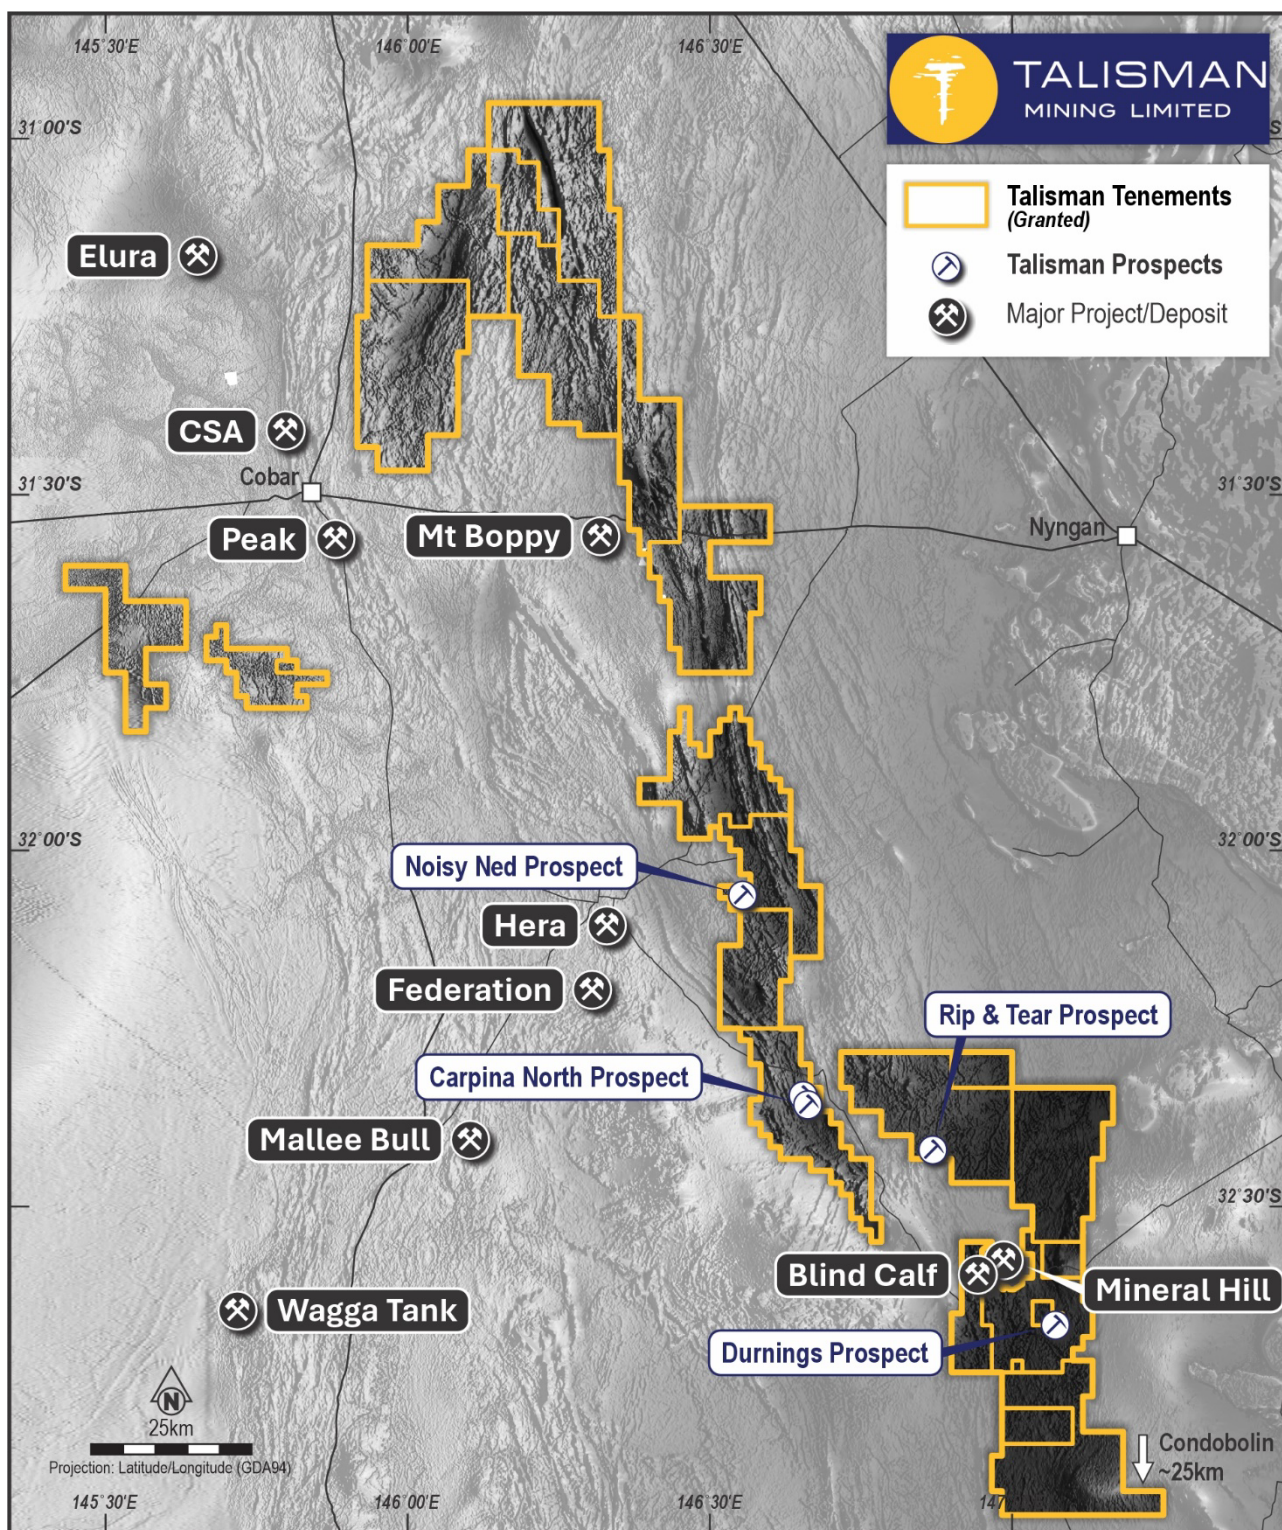 145°30'E
146°00'E
146°30'E
TALISMAN
MINING LIMITED
31°00'S
Talisman Tenements
(Granted)
Talisman Prospects
Major Project/Deposit
Elura
CSA
Cobar
31°30'S
31°30'S
Peak
Mt Boppy
Nyngan
32°00'S
32°00'S
Noisy Ned Prospect
Hera
Federation
Rip & Tear Prospect
Carpina North Prospect
Mallee Bull
32°30'S
Blind Calf
Mineral Hill
Wagga Tank
Durnings Prospect
N
25km
Projection: Latitude/Longitude (GDA94)
Condobolin
~25km
145°30'E
146°00'E
146°30'E